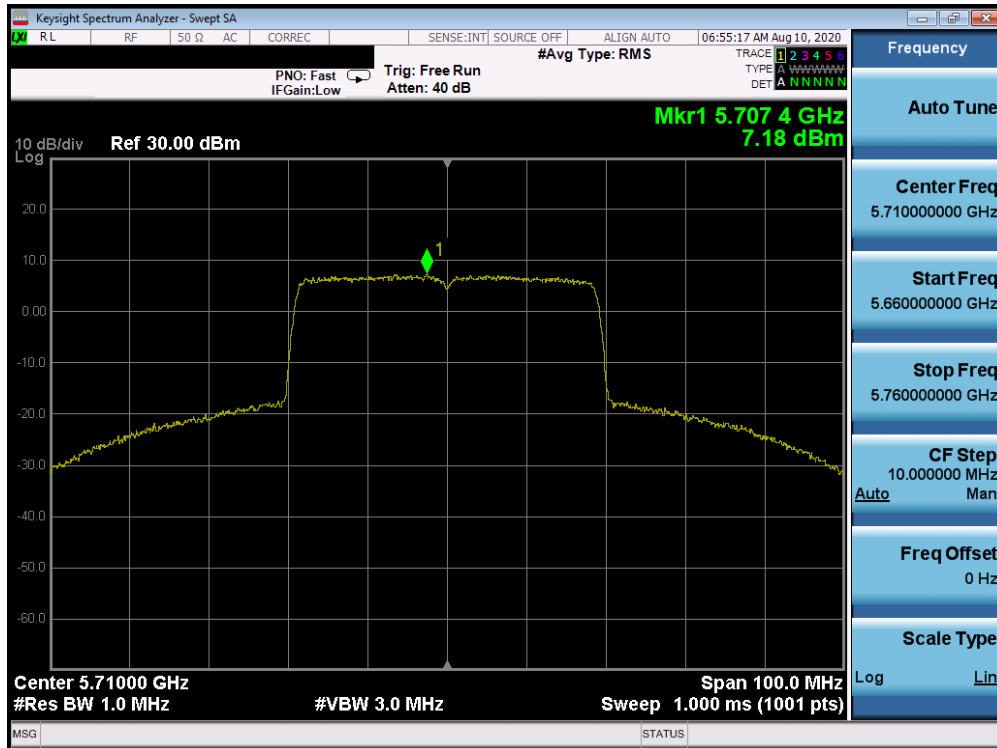 Keysight Spectrum Analyzer - Swept SA
LXI RL RF 50 Ω AC CORREC SENSE:INT SOURCE OFF ALIGN AUTO 06:55:17 AM Aug 10, 2020
#Avg Type: RMS
TRACE 1 2 3 4 5 6
PNO: Fast Trig: Free Run
TYPE A WWWWW
IFGain:Low Atten: 40 dB
DET A N N N N N
Mkr1 5.707 4 GHz
7.18 dBm
10 dB/div Ref 30.00 dBm
Log
20.0
10.0
1
0.00
-10.0
-20.0
-30.0
-40.0
-50.0
-60.0
Center 5.71000 GHz Span 100.0 MHz
#Res BW 1.0 MHz #VBW 3.0 MHz Sweep 1.000 ms (1001 pts)
MSG STATUS
Frequency
Auto Tune
Center Freq
5.710000000 GHz
Start Freq
5.660000000 GHz
Stop Freq
5.760000000 GHz
CF Step
10.000000 MHz
Auto Man
Freq Offset
0 Hz
Scale Type
Log Lin